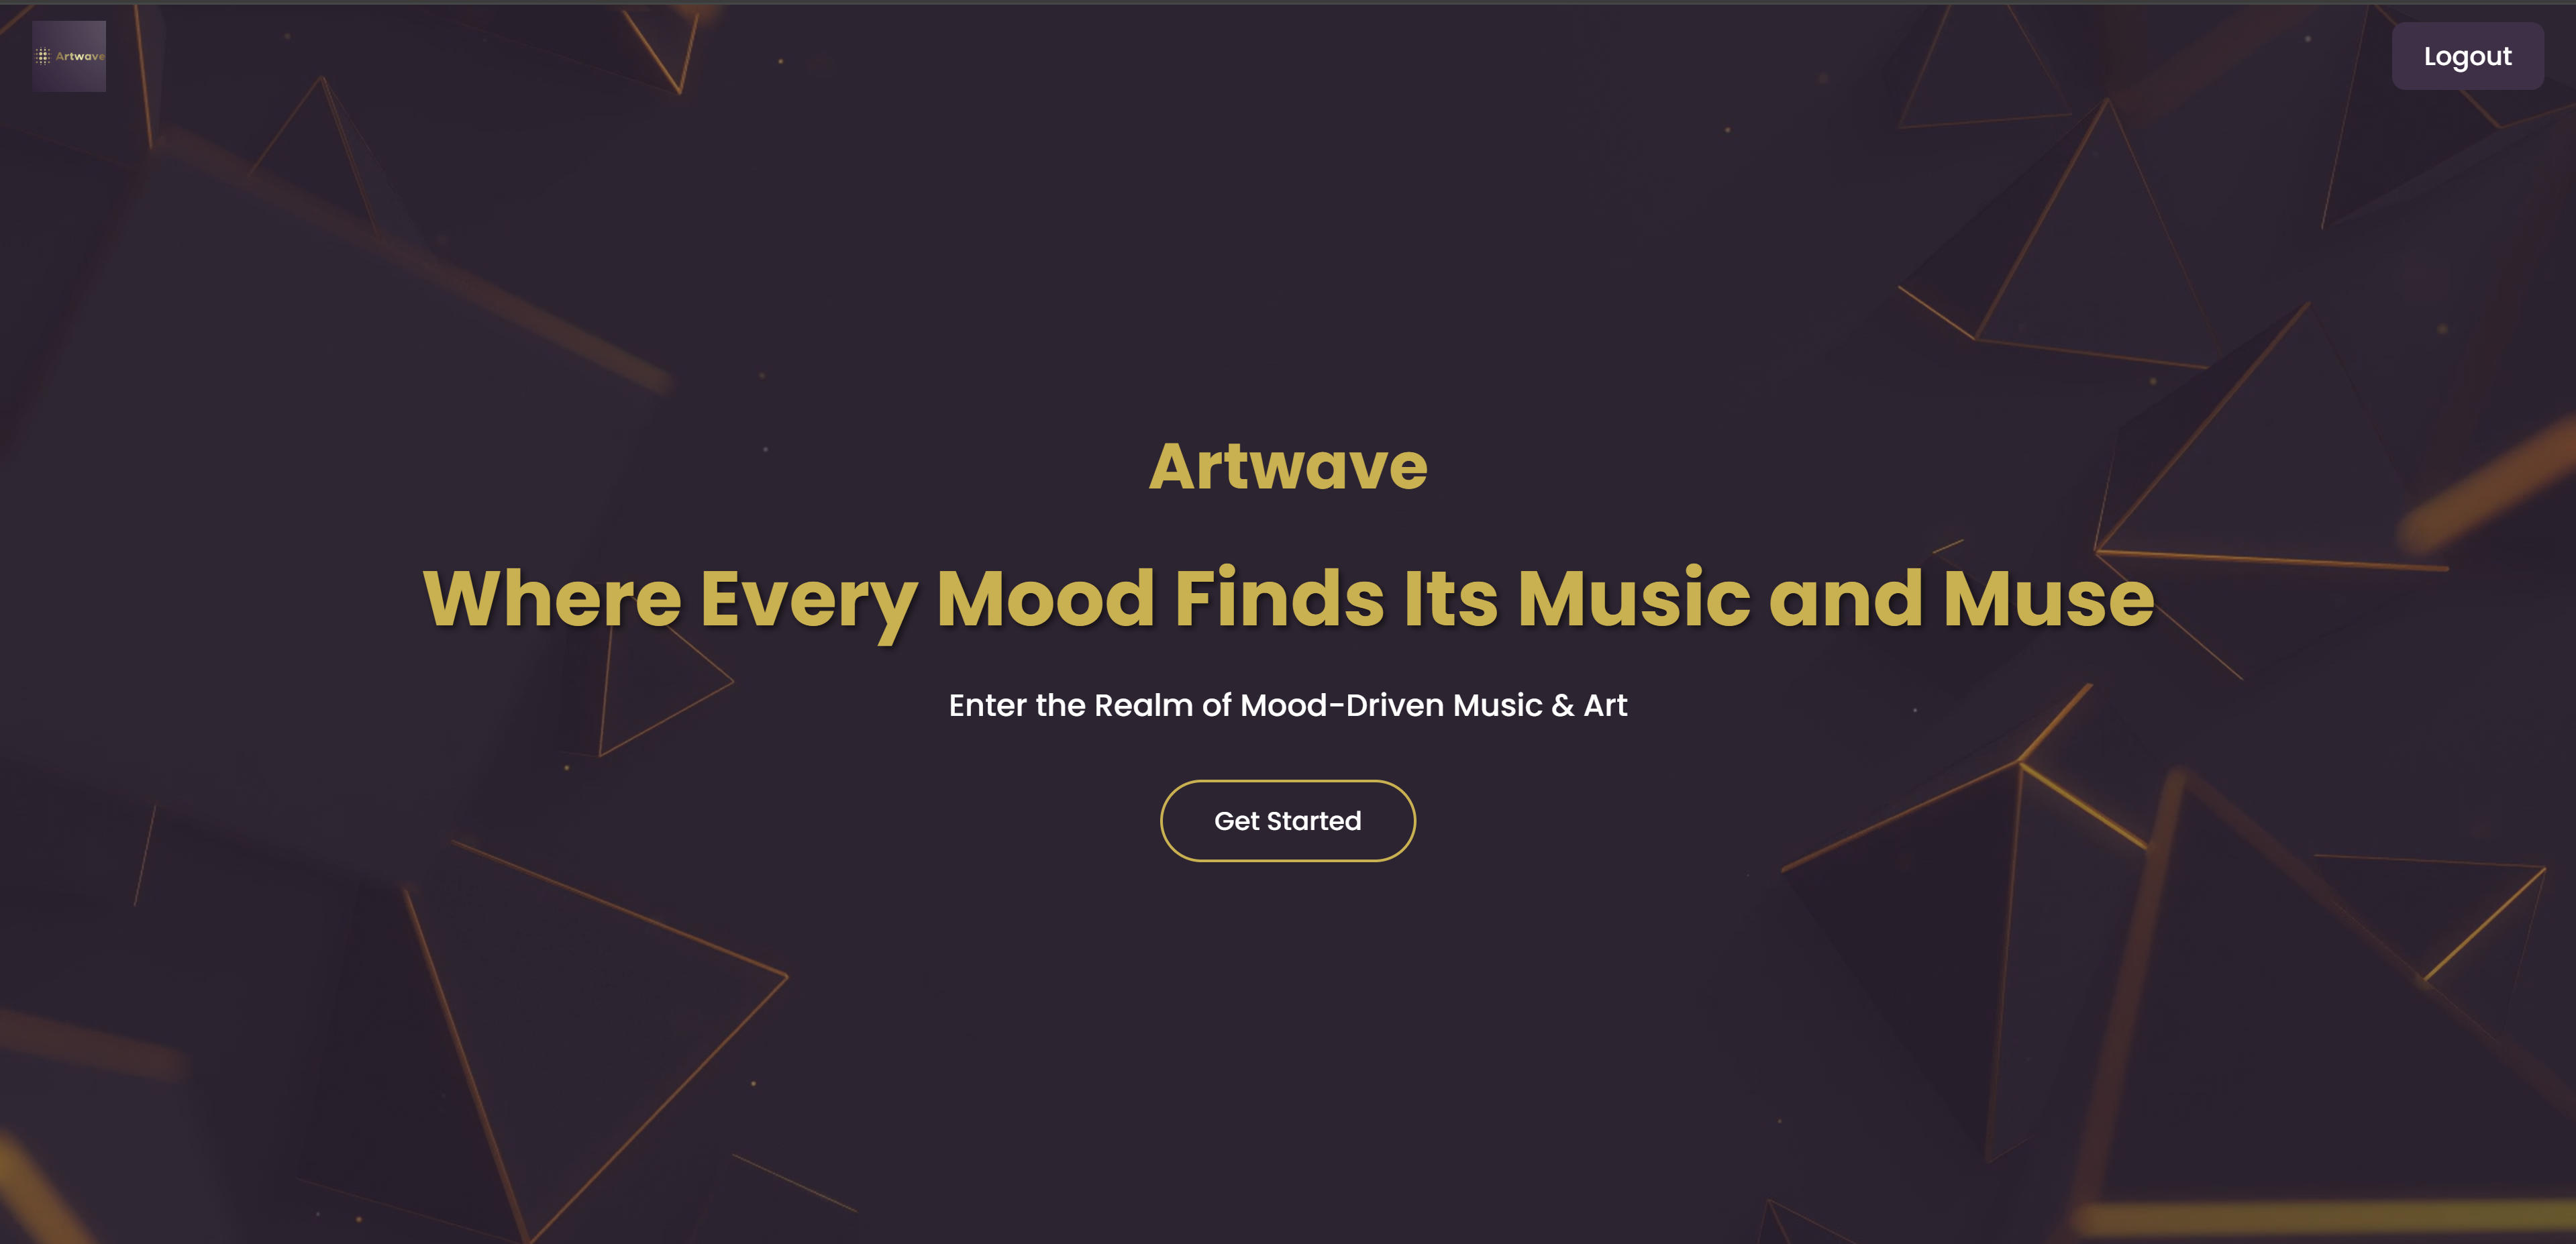 Artwave
Logout
Artwave
Where Every Mood Finds Its Music and Muse
Enter the Realm of Mood-Driven Music & Art
Get Started